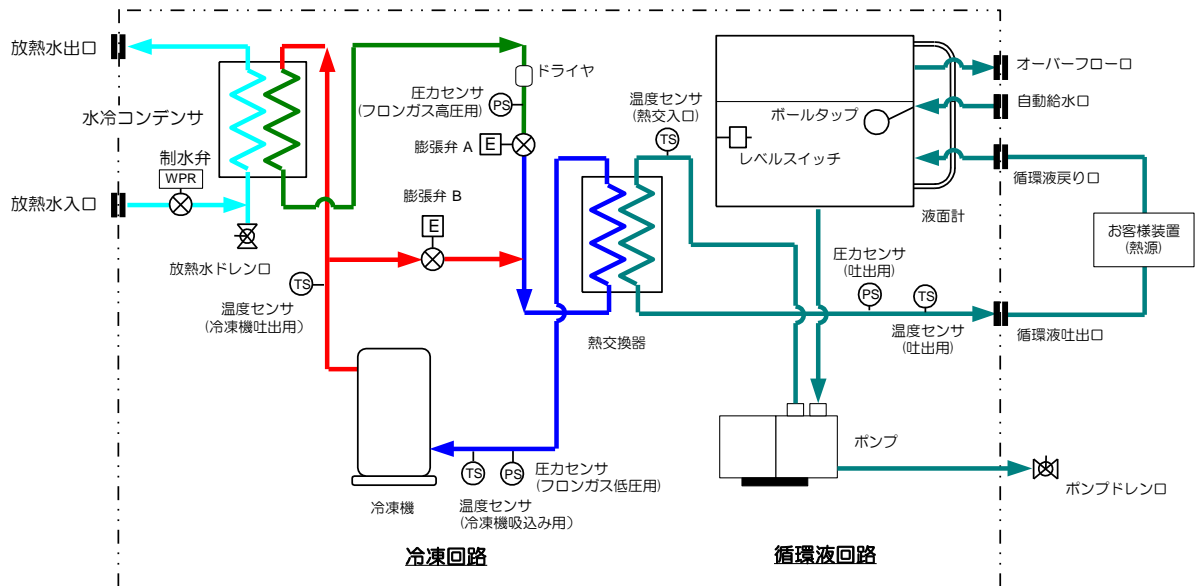 放熱水出口
水冷コンデンサ
制水弁
WPR
放熱水入口
放熱水ドレン口
TS
温度センサ
(冷凍機吐出用)
ドライヤ
圧力センサ
(フロンガス高圧用)
PS
膨張弁 A
E
膨張弁 B
E
温度センサ
(熱交入口)
TS
熱交換器
冷凍機
TS
PS
圧力センサ
(フロンガス低圧用)
温度センサ
(冷凍機吸込み用)
冷凍回路
ボールタップ
レベルスイッチ
液面計
オーバーフロー口
自動給水口
循環液戻り口
お客様装置
(熱源)
圧力センサ
(吐出用)
PS
TS
温度センサ
(吐出用)
循環液吐出口
ポンプ
ポンプドレン口
循環液回路